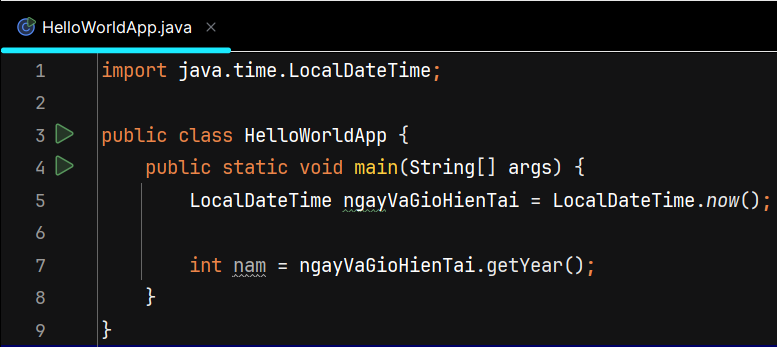 HelloWorldApp.java ×
1 import java.time.LocalDateTime;
2
3 public class HelloWorldApp {
4 public static void main(String[] args) {
5 LocalDateTime ngayVaGioHienTai = LocalDateTime.now();
6
7 int nam = ngayVaGioHienTai.getYear();
8 }
9 }